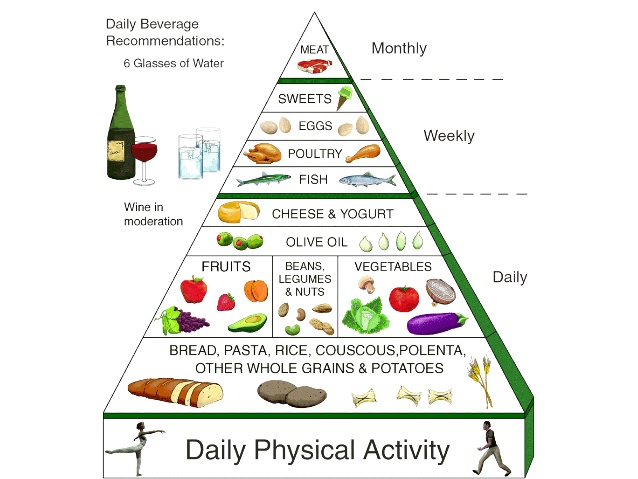 Daily Beverage
Recommendations:
6 Glasses of Water
Wine in
moderation
MEAT
Monthly
SWEETS
EGGS
POULTRY
FISH
Weekly
CHEESE & YOGURT
OLIVE OIL
FRUITS
BEANS,
LEGUMES
& NUTS
VEGETABLES
Daily
BREAD, PASTA, RICE, COUSCOUS,POLENTA,
OTHER WHOLE GRAINS & POTATOES
Daily Physical Activity